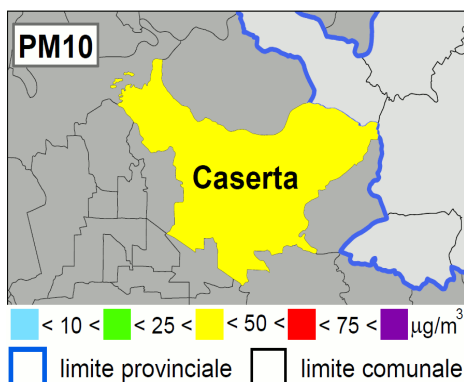 PM10
Caserta
< 10 < < 25 < < 50 < < 75 < µg/m³
limite provinciale limite comunale